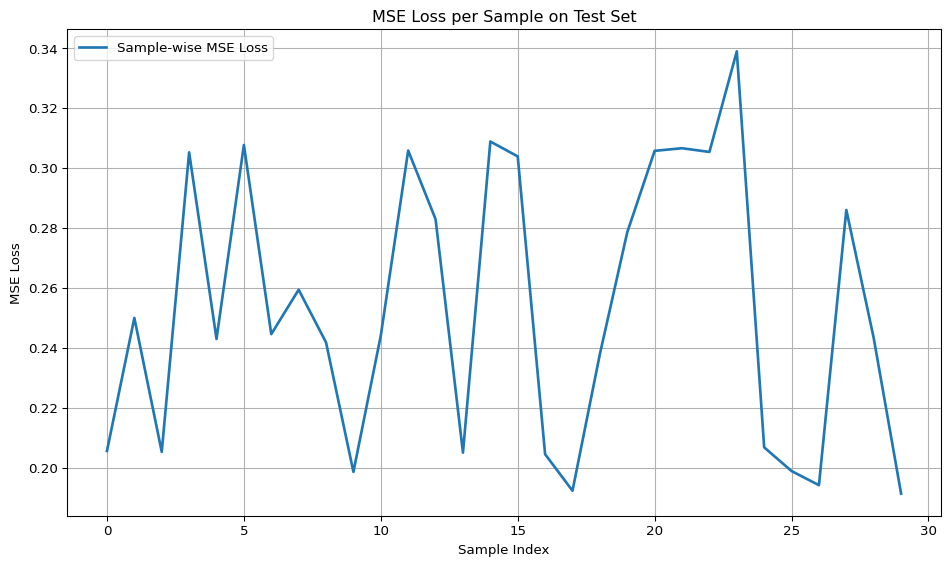 MSE Loss per Sample on Test Set
Sample-wise MSE Loss
MSE Loss
0.34
0.32
0.30
0.28
0.26
0.24
0.22
0.20
0 5 10 15 20 25 30
Sample Index